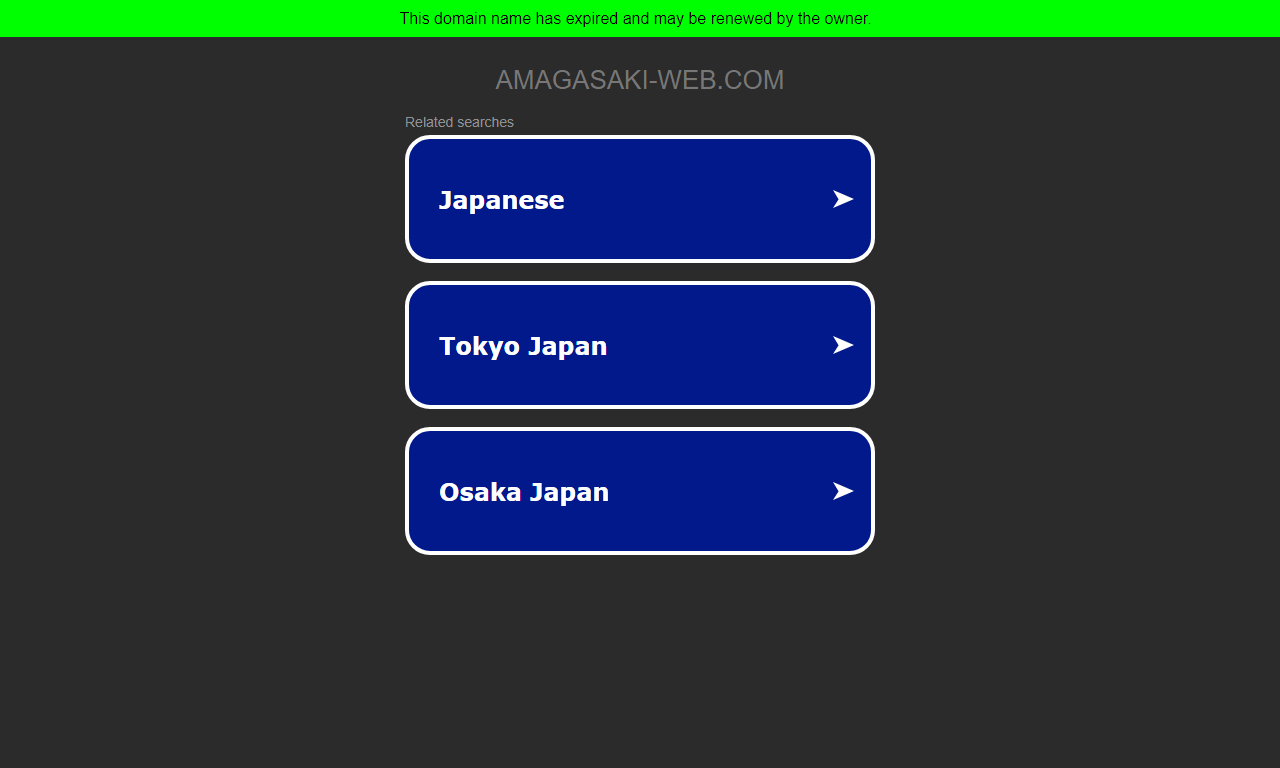 This domain name has expired and may be renewed by the owner.
AMAGASAKI-WEB.COM
Related searches
Japanese
Tokyo Japan
Osaka Japan